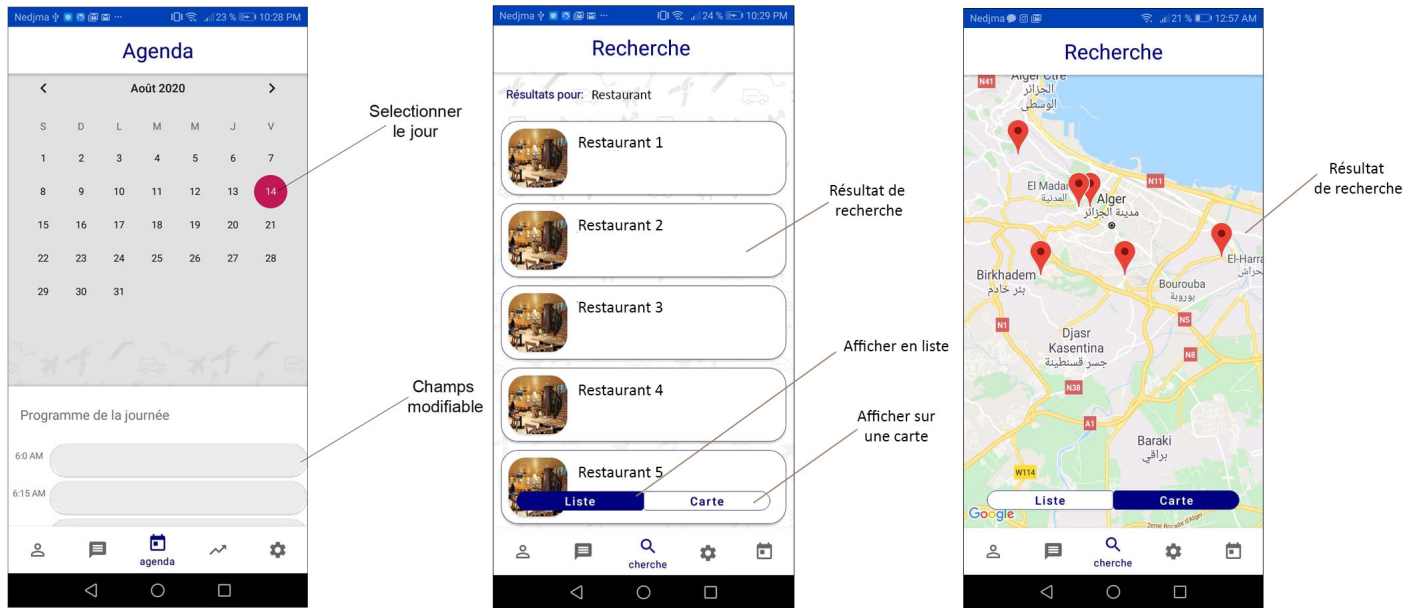 Nedjma 23 % 10:28 PM
Agenda
Août 2020
S D L M M J V
1 2 3 4 5 6 7
8 9 10 11 12 13 14
15 16 17 18 19 20 21
22 23 24 25 26 27 28
29 30 31
Programme de la journée
6:0 AM
6:15 AM
agenda
Selectionner
le jour
Champs
modifiable
Nedjma 24 % 10:29 PM
Recherche
Résultats pour: Restaurant
Restaurant 1
Restaurant 2
Restaurant 3
Restaurant 4
Restaurant 5
Liste Carte
cherche
Résultat de
recherche
Afficher en liste
Afficher sur
une carte
Nedjma 21 % 12:57 AM
Recherche
N41
Alger Ctre
الجزائر
الوسطى
N11
El Madan
المدنية
Alger
مدينة الجزائر
El-Harra
Birkhadem
بئر خادم
Bourouba
بوروبة
N1
N5
Djasr
Kasentina
جسر قسنطينة
N8
N38
A1
Baraki
براقي
W114
Liste Carte
Google
2eme Rocade d'Alger
cherche
Résultat
de recherche